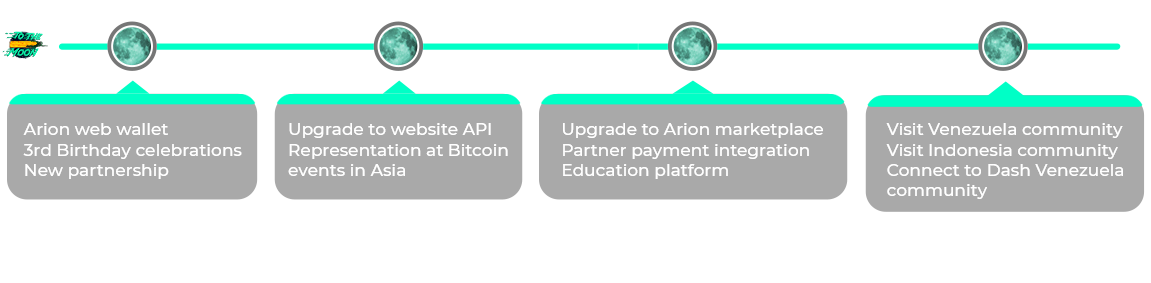 TO THE
MOON
Arion web wallet
3rd Birthday celebrations
New partnership
Upgrade to website API
Representation at Bitcoin
events in Asia
Upgrade to Arion marketplace
Partner payment integration
Education platform
Visit Venezuela community
Visit Indonesia community
Connect to Dash Venezuela
community